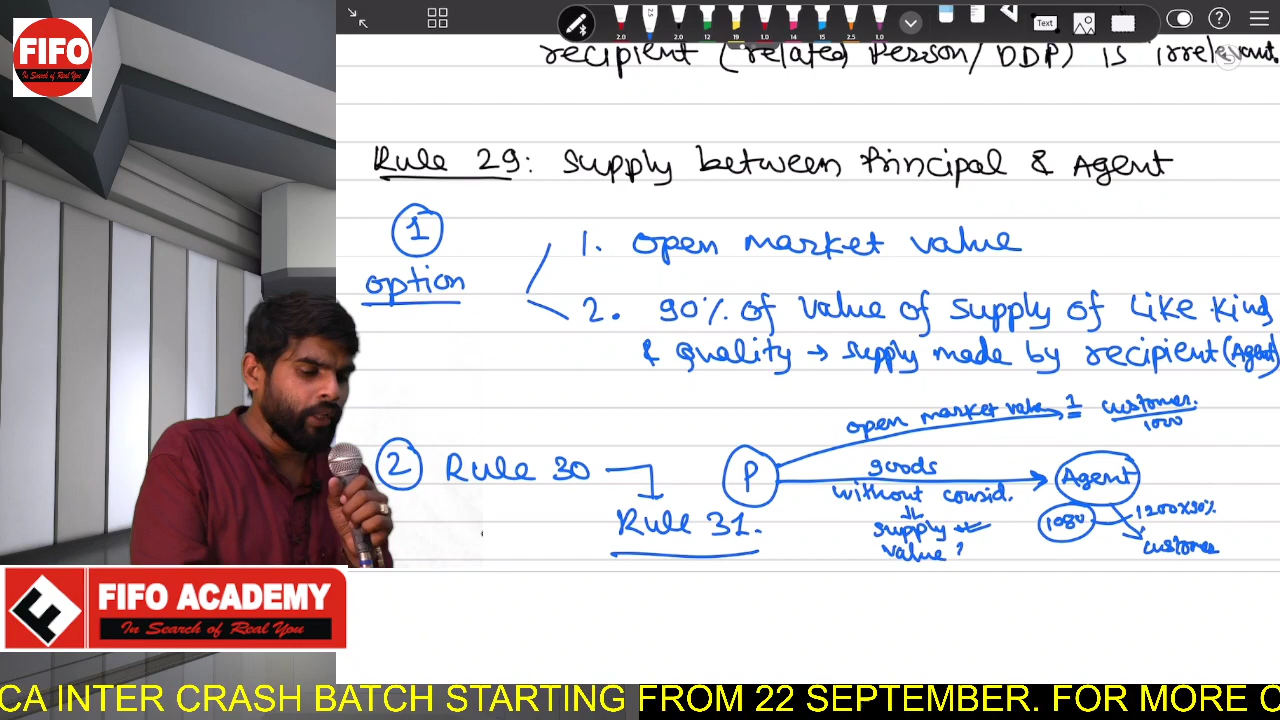 FIFO
In Search of Real You
Text
recipient (related Person/DDP) is irrelevant.
Rule 29: Supply between Principal & Agent
1
option
1. open market value
2. 90% of value of supply of like kind
& quality → supply made by recipient (Agent)
open market value 1 customer.
1000
2 Rule 30
Rule 31.
P
goods
without consid.
supply
value ?
Agent
1080
1200x90%
customer
FIFO ACADEMY
In Search of Real You
CA INTER CRASH BATCH STARTING FROM 22 SEPTEMBER. FOR MORE